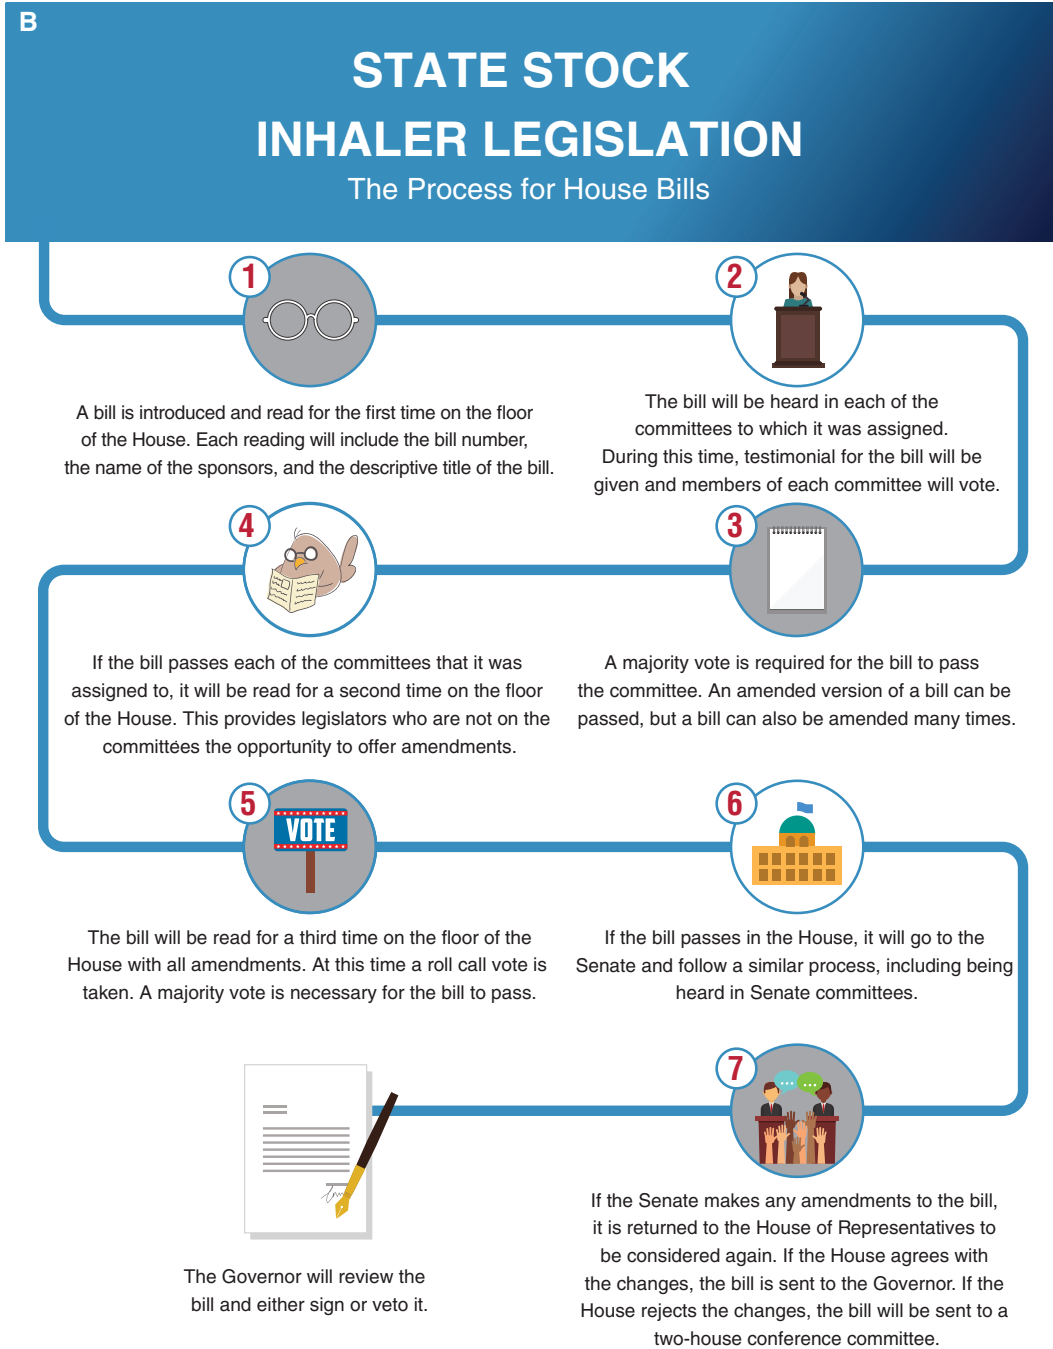 B
STATE STOCK
INHALER LEGISLATION
The Process for House Bills
1
A bill is introduced and read for the first time on the floor
of the House. Each reading will include the bill number,
the name of the sponsors, and the descriptive title of the bill.
2
The bill will be heard in each of the
committees to which it was assigned.
During this time, testimonial for the bill will be
given and members of each committee will vote.
3
A majority vote is required for the bill to pass
the committee. An amended version of a bill can be
passed, but a bill can also be amended many times.
4
If the bill passes each of the committees that it was
assigned to, it will be read for a second time on the floor
of the House. This provides legislators who are not on the
committees the opportunity to offer amendments.
5
VOTE
The bill will be read for a third time on the floor of the
House with all amendments. At this time a roll call vote is
taken. A majority vote is necessary for the bill to pass.
6
If the bill passes in the House, it will go to the
Senate and follow a similar process, including being
heard in Senate committees.
7
If the Senate makes any amendments to the bill,
it is returned to the House of Representatives to
be considered again. If the House agrees with
the changes, the bill is sent to the Governor. If the
House rejects the changes, the bill will be sent to a
two-house conference committee.
The Governor will review the
bill and either sign or veto it.